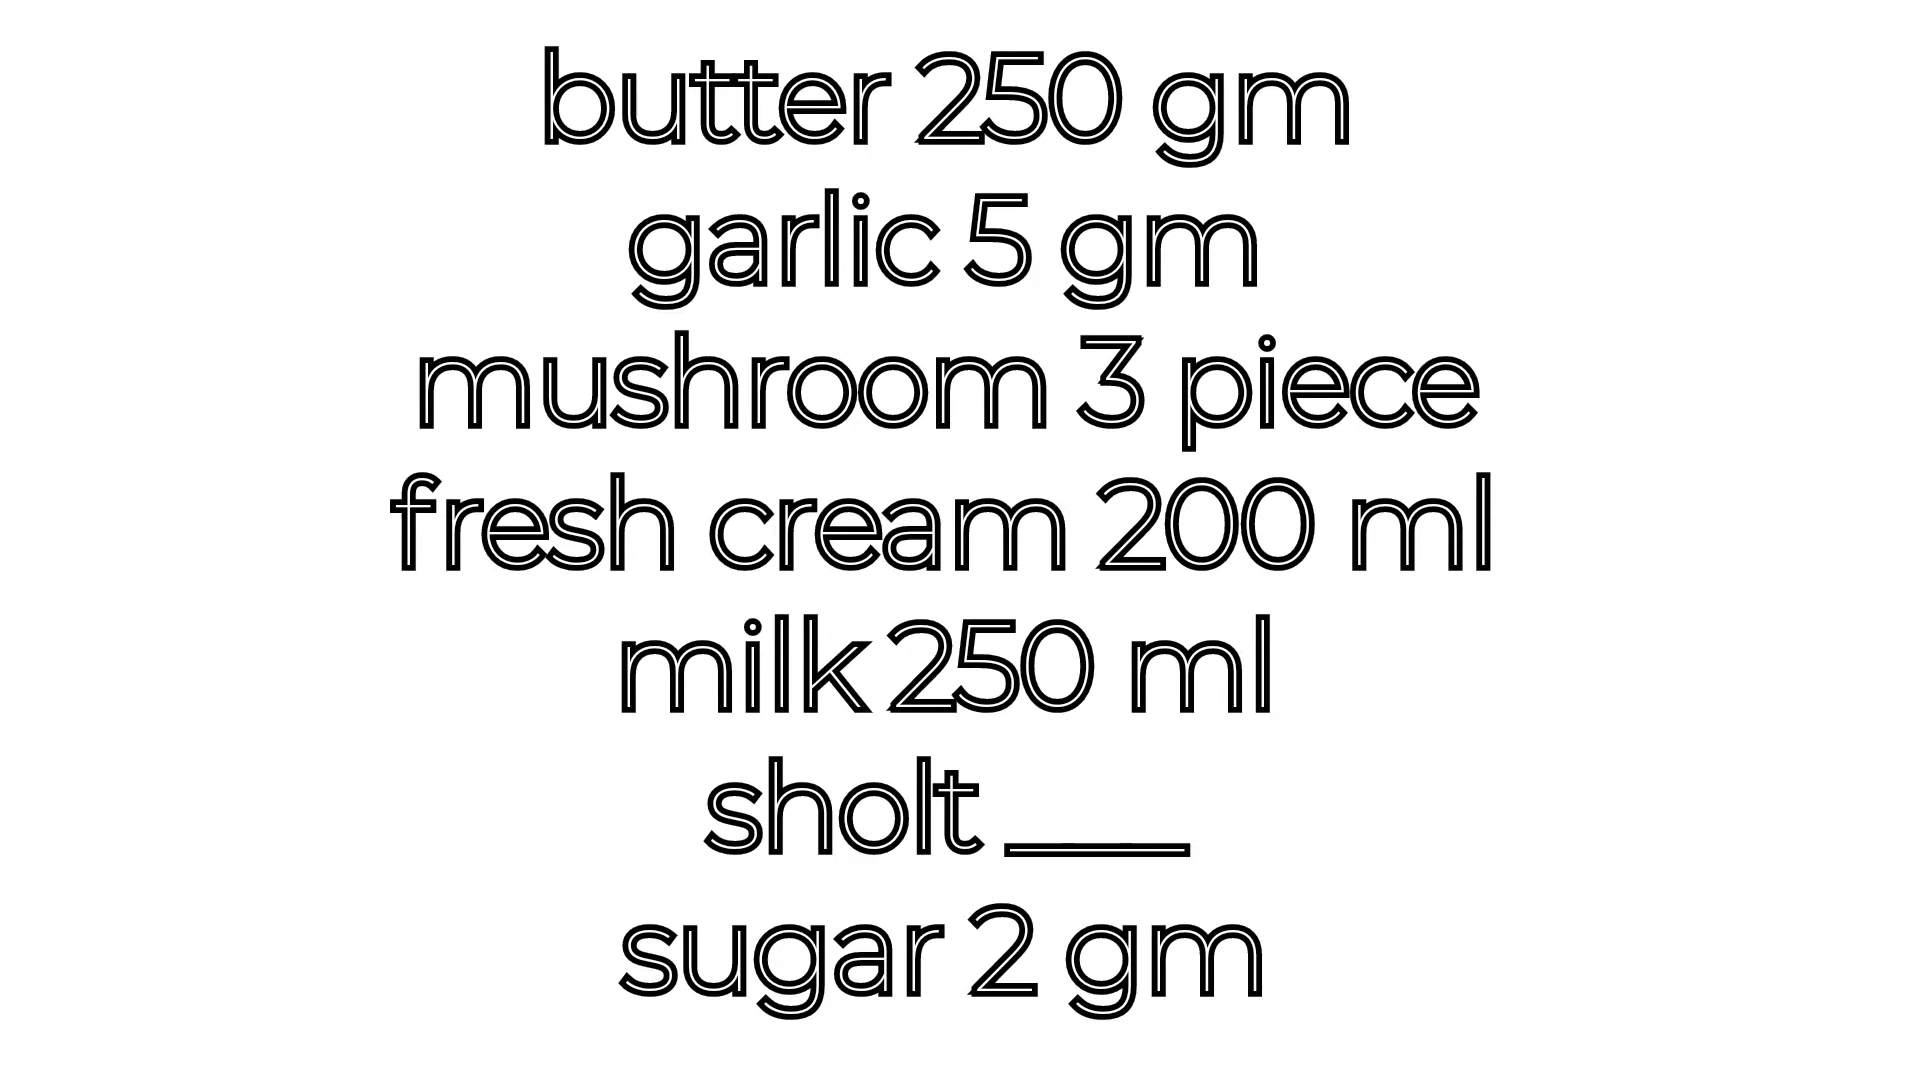 butter 250 gm
garlic 5 gm
mushroom 3 piece
fresh cream 200 ml
milk 250 ml
sholt ___
sugar 2 gm